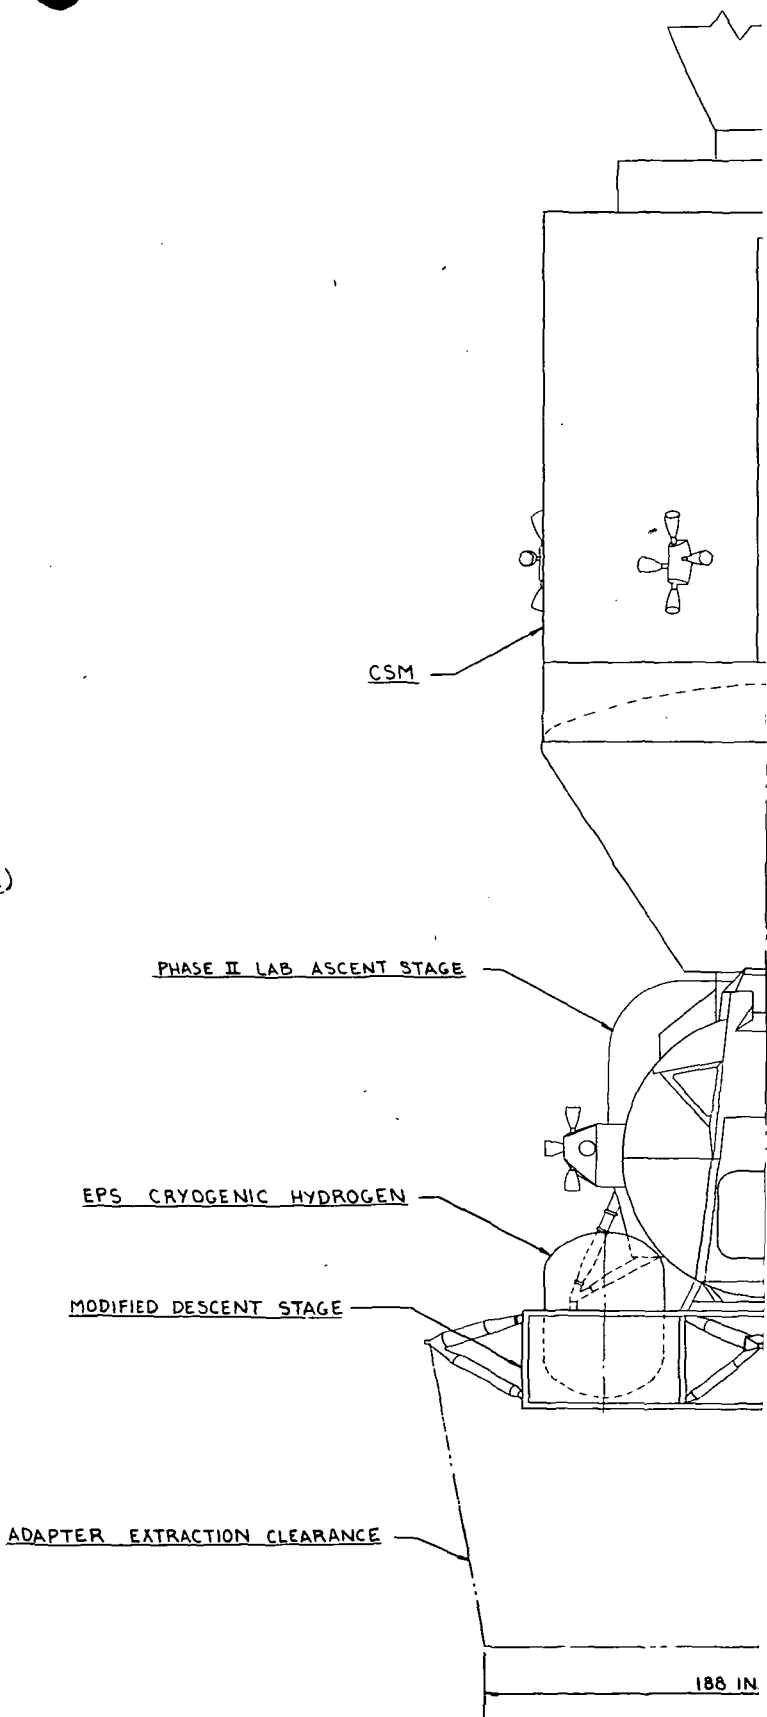 CSM
PHASE II LAB ASCENT STAGE
EPS CRYOGENIC HYDROGEN
MODIFIED DESCENT STAGE
ADAPTER EXTRACTION CLEARANCE
188 IN